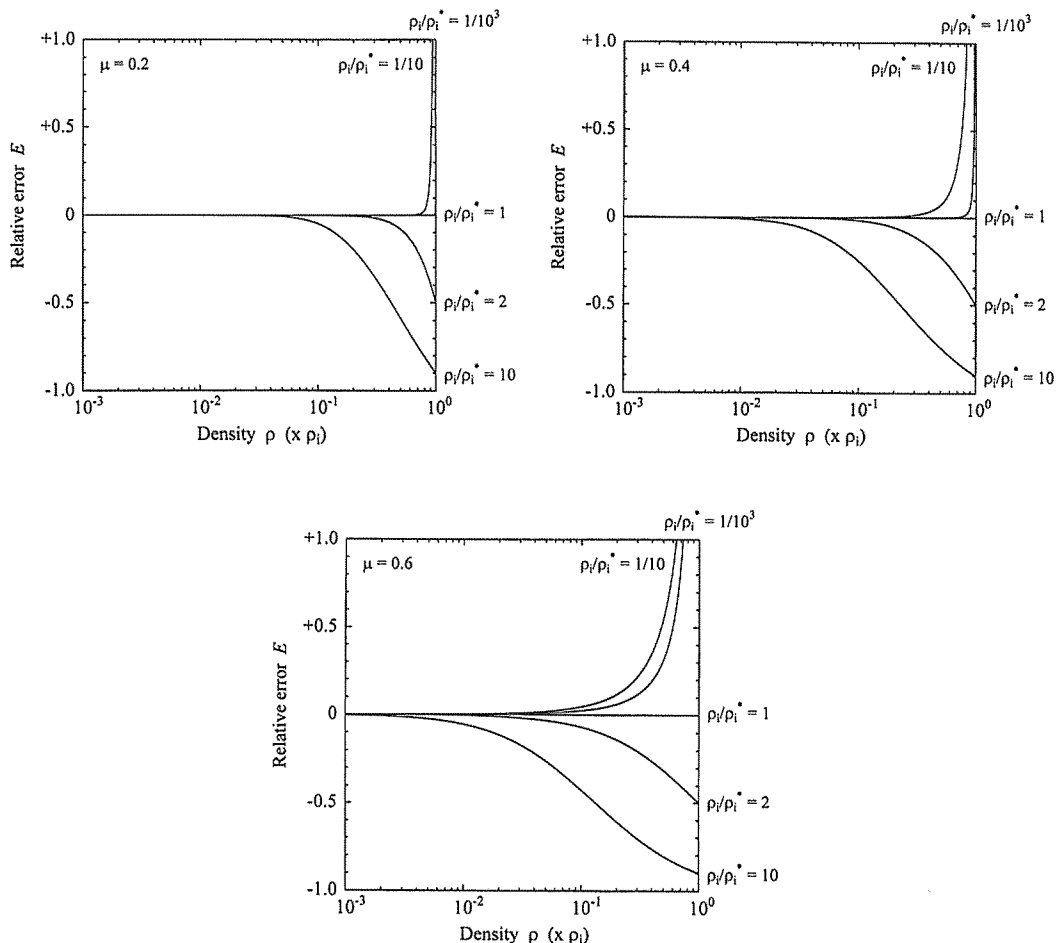 ρi/ρi* = 1/10³
+1.0
μ = 0.2
ρi/ρi* = 1/10
+0.5
0
-0.5
-1.0
Relative error E
ρi/ρi* = 1
ρi/ρi* = 2
ρi/ρi* = 10
10⁻³
10⁻²
10⁻¹
10⁰
Density ρ (x ρi)
ρi/ρi* = 1/10³
+1.0
μ = 0.4
ρi/ρi* = 1/10
+0.5
0
-0.5
-1.0
Relative error E
ρi/ρi* = 1
ρi/ρi* = 2
ρi/ρi* = 10
10⁻³
10⁻²
10⁻¹
10⁰
Density ρ (x ρi)
ρi/ρi* = 1/10³
+1.0
μ = 0.6
ρi/ρi* = 1/10
+0.5
0
-0.5
-1.0
Relative error E
ρi/ρi* = 1
ρi/ρi* = 2
ρi/ρi* = 10
10⁻³
10⁻²
10⁻¹
10⁰
Density ρ (x ρi)